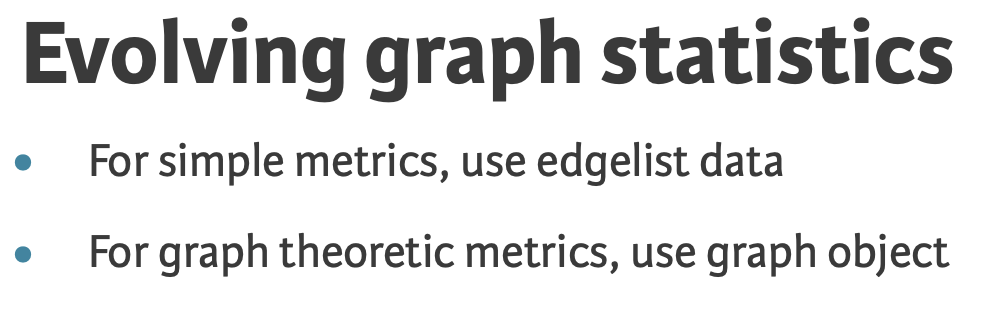 Evolving graph statistics
• For simple metrics, use edgelist data
• For graph theoretic metrics, use graph object